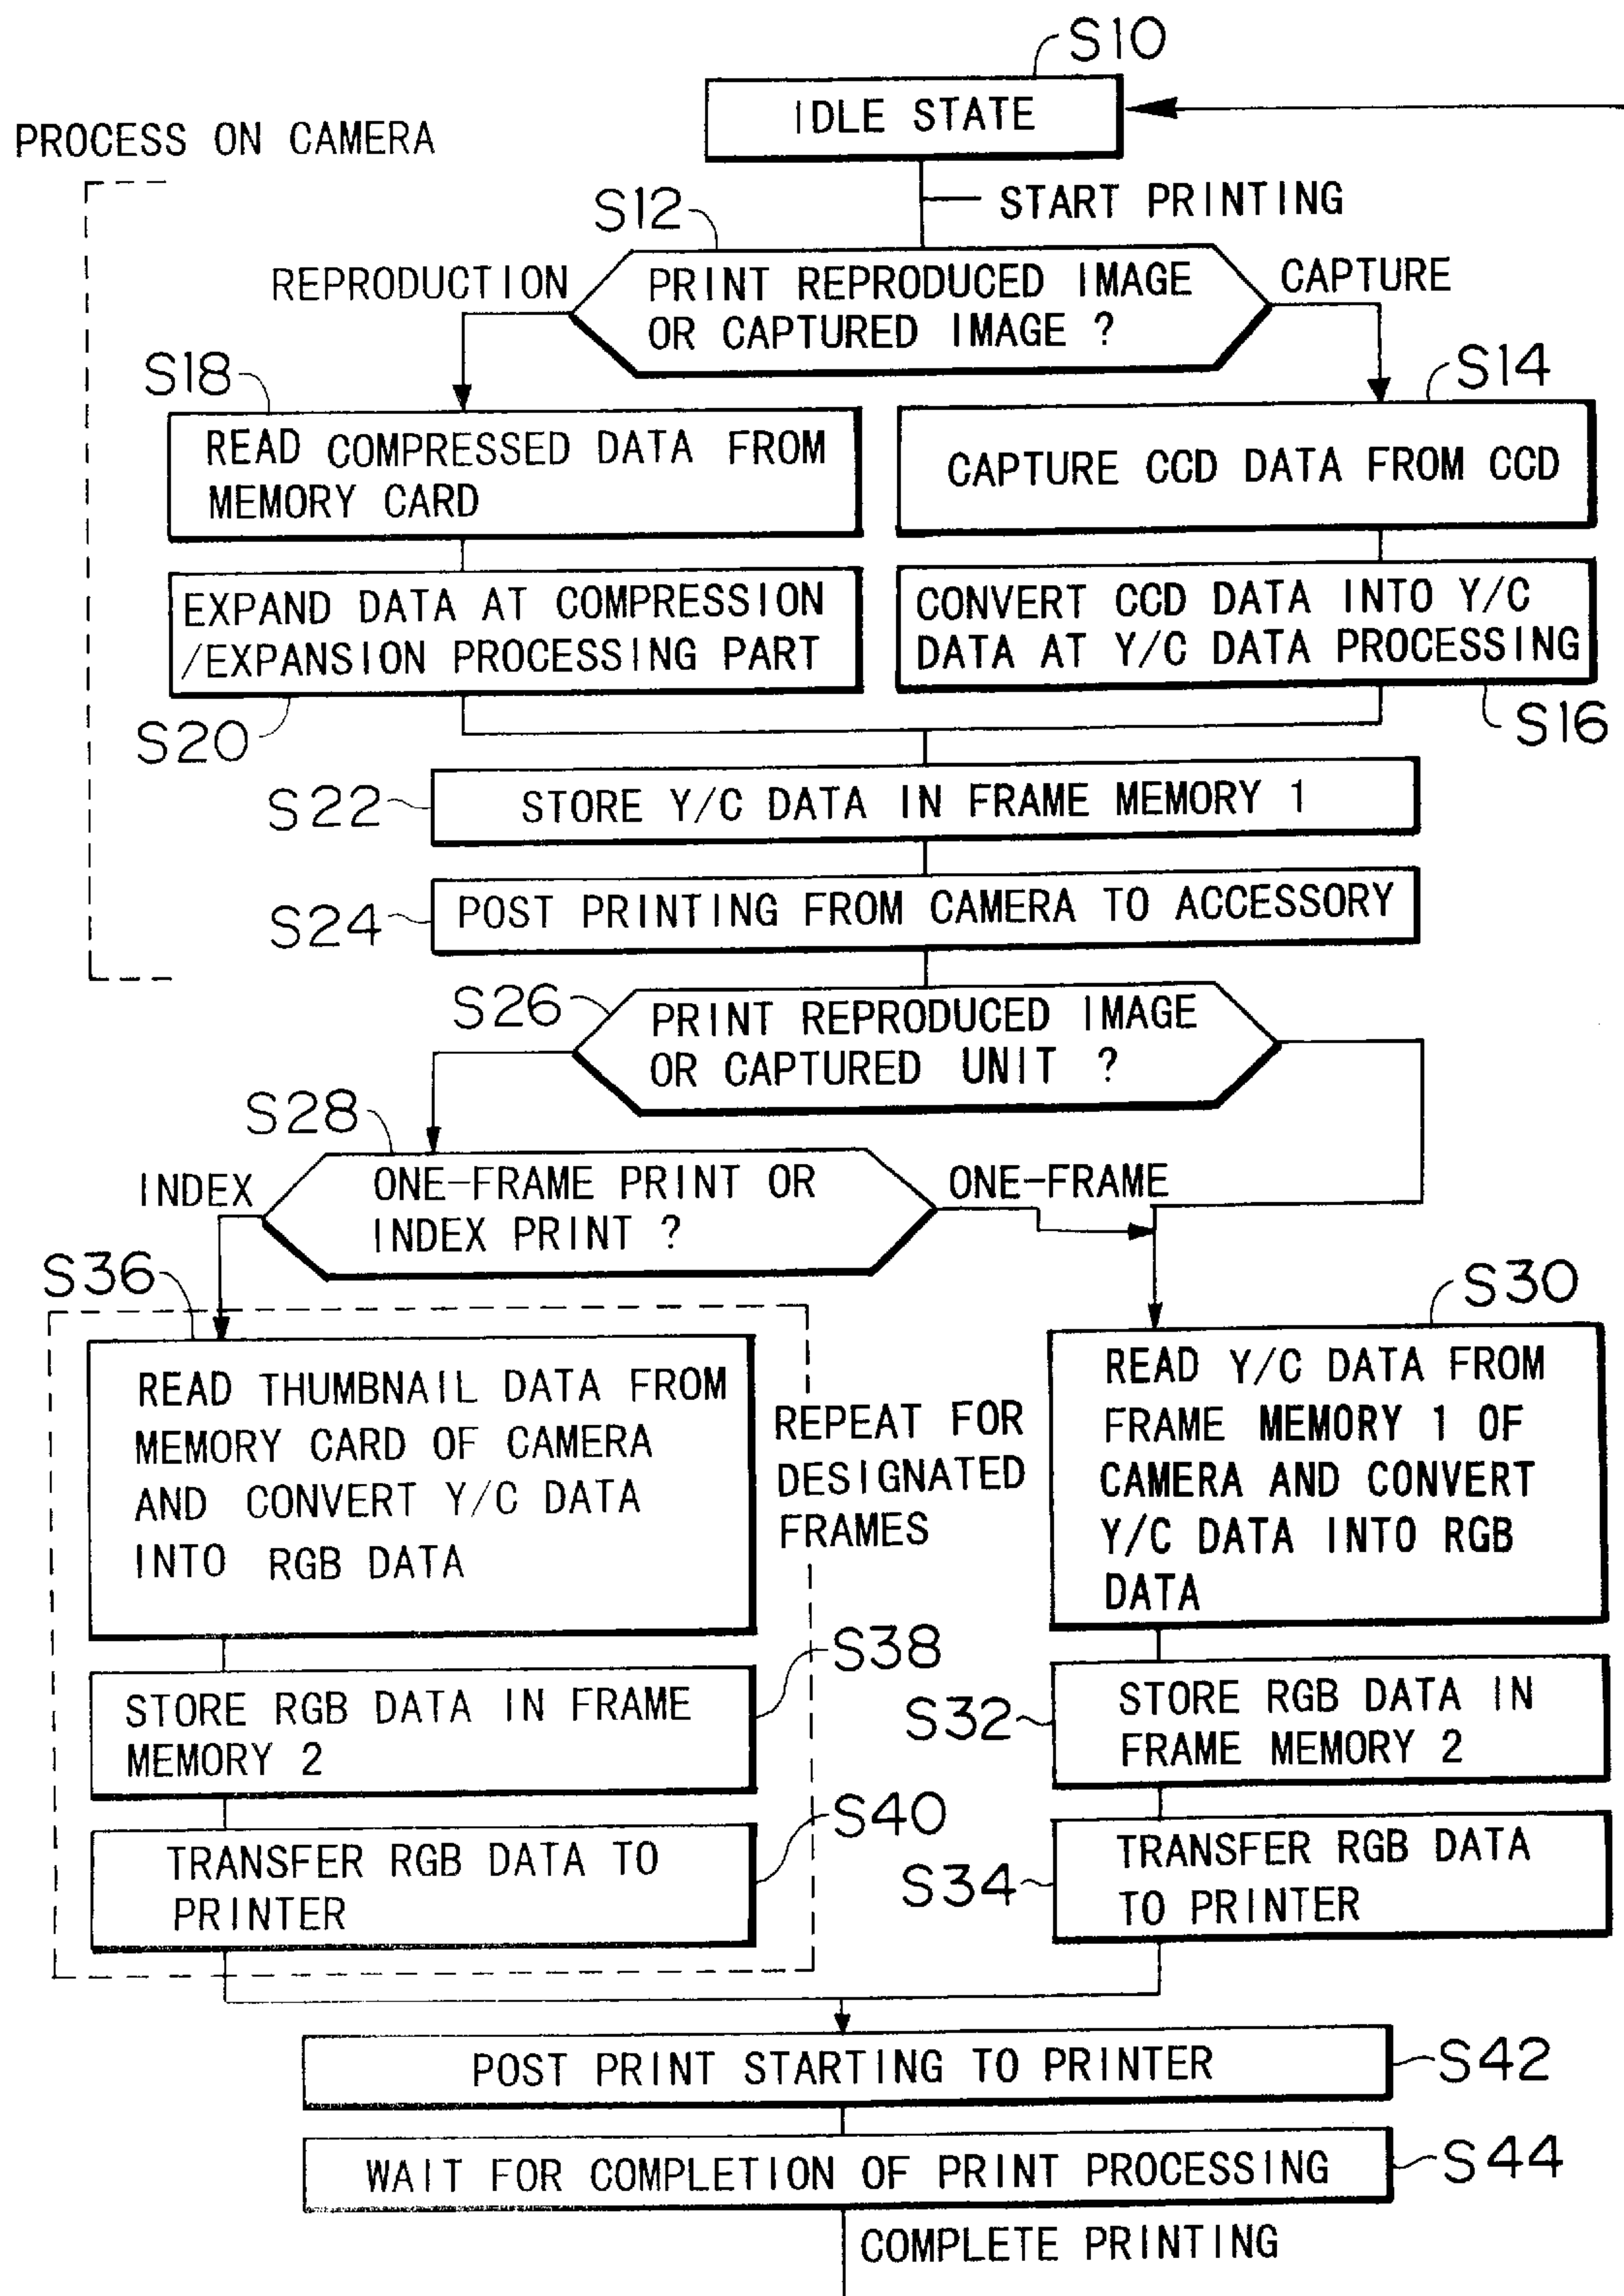 S10
IDLE STATE
PROCESS ON CAMERA
START PRINTING
S12
REPRODUCTION
PRINT REPRODUCED IMAGE
OR CAPTURED IMAGE ?
CAPTURE
S18
S14
READ COMPRESSED DATA FROM
MEMORY CARD
CAPTURE CCD DATA FROM CCD
EXPAND DATA AT COMPRESSION
/EXPANSION PROCESSING PART
CONVERT CCD DATA INTO Y/C
DATA AT Y/C DATA PROCESSING
S20
S16
S22
STORE Y/C DATA IN FRAME MEMORY 1
S24
POST PRINTING FROM CAMERA TO ACCESSORY
S26
PRINT REPRODUCED IMAGE
OR CAPTURED UNIT ?
S28
INDEX
ONE-FRAME PRINT OR
INDEX PRINT ?
ONE-FRAME
S36
S30
READ THUMBNAIL DATA FROM
MEMORY CARD OF CAMERA
AND CONVERT Y/C DATA
INTO RGB DATA
REPEAT FOR
DESIGNATED
FRAMES
READ Y/C DATA FROM
FRAME MEMORY 1 OF
CAMERA AND CONVERT
Y/C DATA INTO RGB
DATA
S38
STORE RGB DATA IN FRAME
MEMORY 2
S32
STORE RGB DATA IN
FRAME MEMORY 2
S40
TRANSFER RGB DATA TO
PRINTER
S34
TRANSFER RGB DATA
TO PRINTER
POST PRINT STARTING TO PRINTER
S42
WAIT FOR COMPLETION OF PRINT PROCESSING
S44
COMPLETE PRINTING